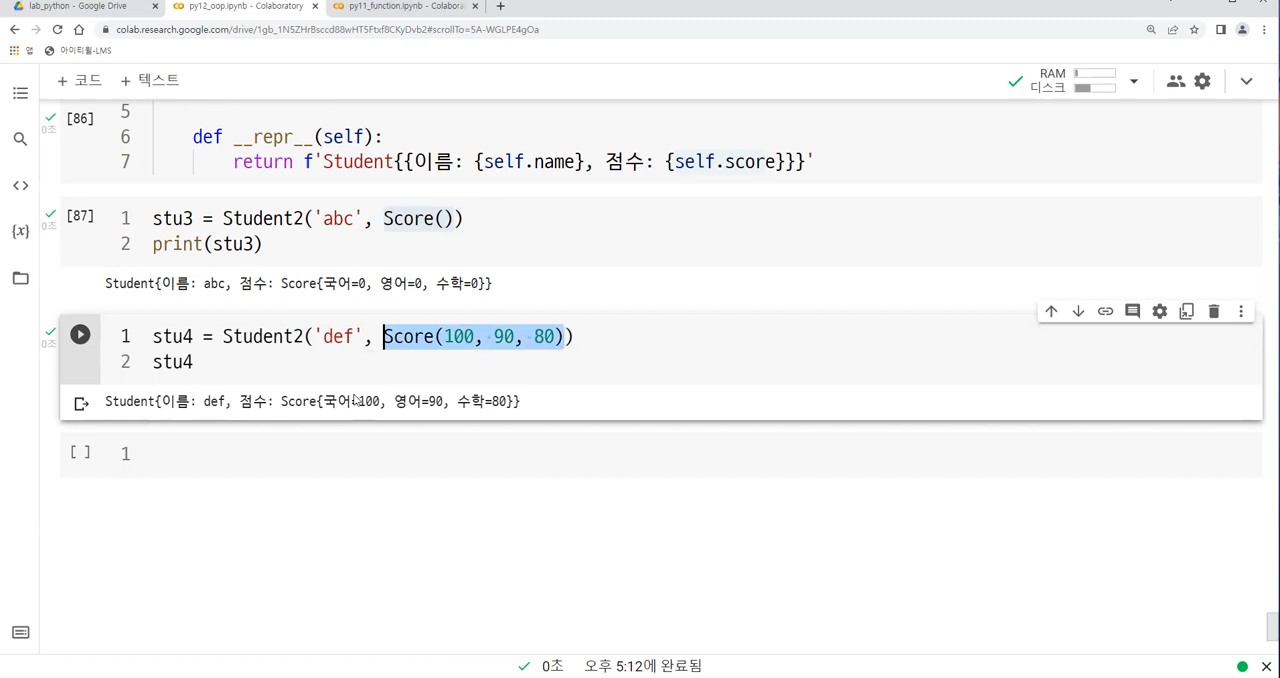 lab_python - Google Drive
py12_oop.ipynb - Colaboratory
py11_function.ipynb - Colabora
colab.research.google.com/drive/1gb_1N5ZHrBsccd88wHT5Ftxf8CKyDvb2#scrollTo=5A-WGLPE4gOa
앱 아이티윌-LMS
+ 코드 + 텍스트
RAM
디스크
[86] 5
6 def __repr__(self):
7 return f'Student{{이름: {self.name}, 점수: {self.score}}}'
[87] 1 stu3 = Student2('abc', Score())
0초 2 print(stu3)
Student{이름: abc, 점수: Score{국어=0, 영어=0, 수학=0}}
1 stu4 = Student2('def', Score(100, 90, 80))
0초 2 stu4
Student{이름: def, 점수: Score{국어=100, 영어=90, 수학=80}}
[ ] 1
0초 오후 5:12에 완료됨